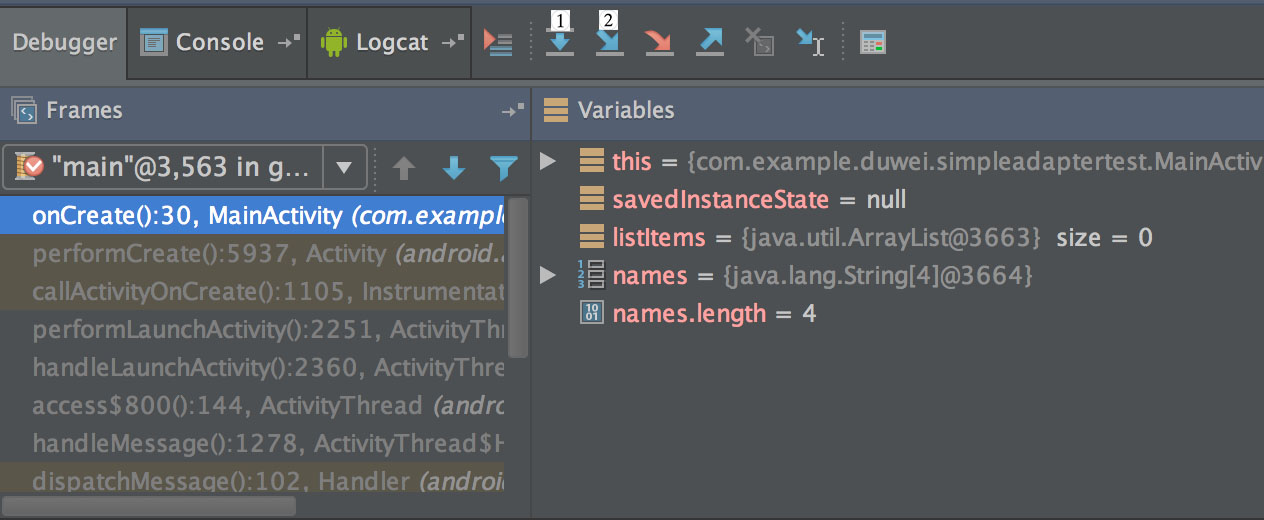 1 2
Debugger Console Logcat
Frames
Variables
"main"@3,563 in g...
onCreate():30, MainActivity (com.example
performCreate():5937, Activity (android.a
callActivityOnCreate():1105, Instrumentat
performLaunchActivity():2251, ActivityThr
handleLaunchActivity():2360, ActivityThre
access$800():144, ActivityThread (andro
handleMessage():1278, ActivityThread$H
dispatchMessage():102, Handler (android
this = {com.example.duwei.simpleadaptertest.MainActiv
savedInstanceState = null
listItems = {java.util.ArrayList@3663} size = 0
names = {java.lang.String[4]@3664}
names.length = 4